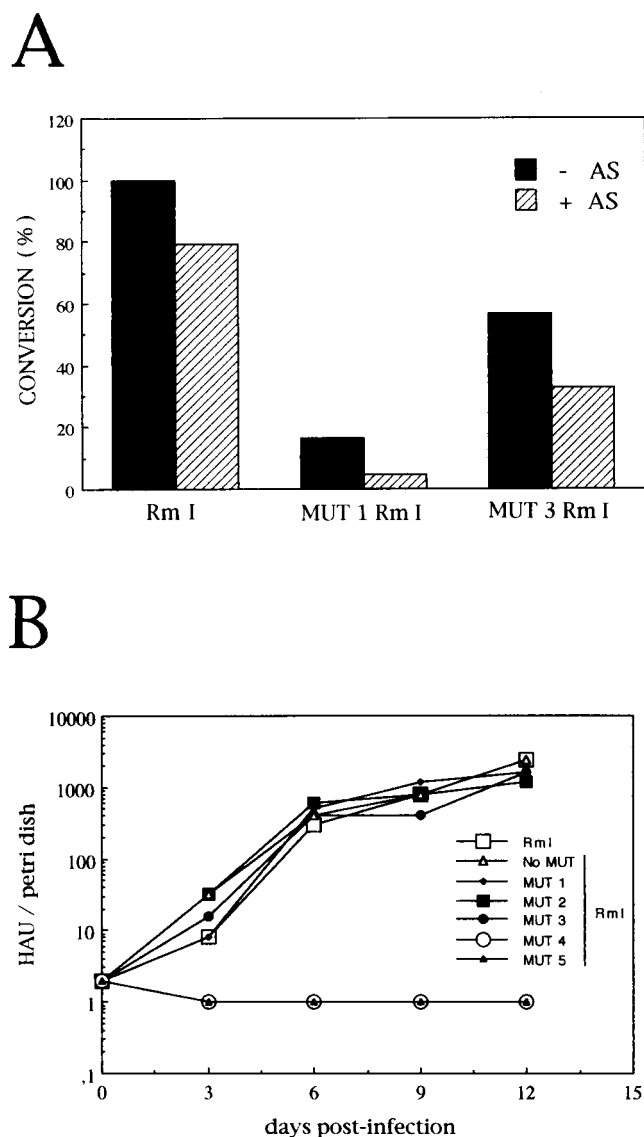 A
120
100
80
60
40
20
0
CONVERSION (%)
- AS
+ AS
Rm I
MUT 1 Rm I
MUT 3 Rm I
B
10000
1000
100
10
1
,1
HAU / petri dish
RmI
No MUT
MUT 1
MUT 2
MUT 3
MUT 4
MUT 5
RmI
0
3
6
9
12
15
days post-infection